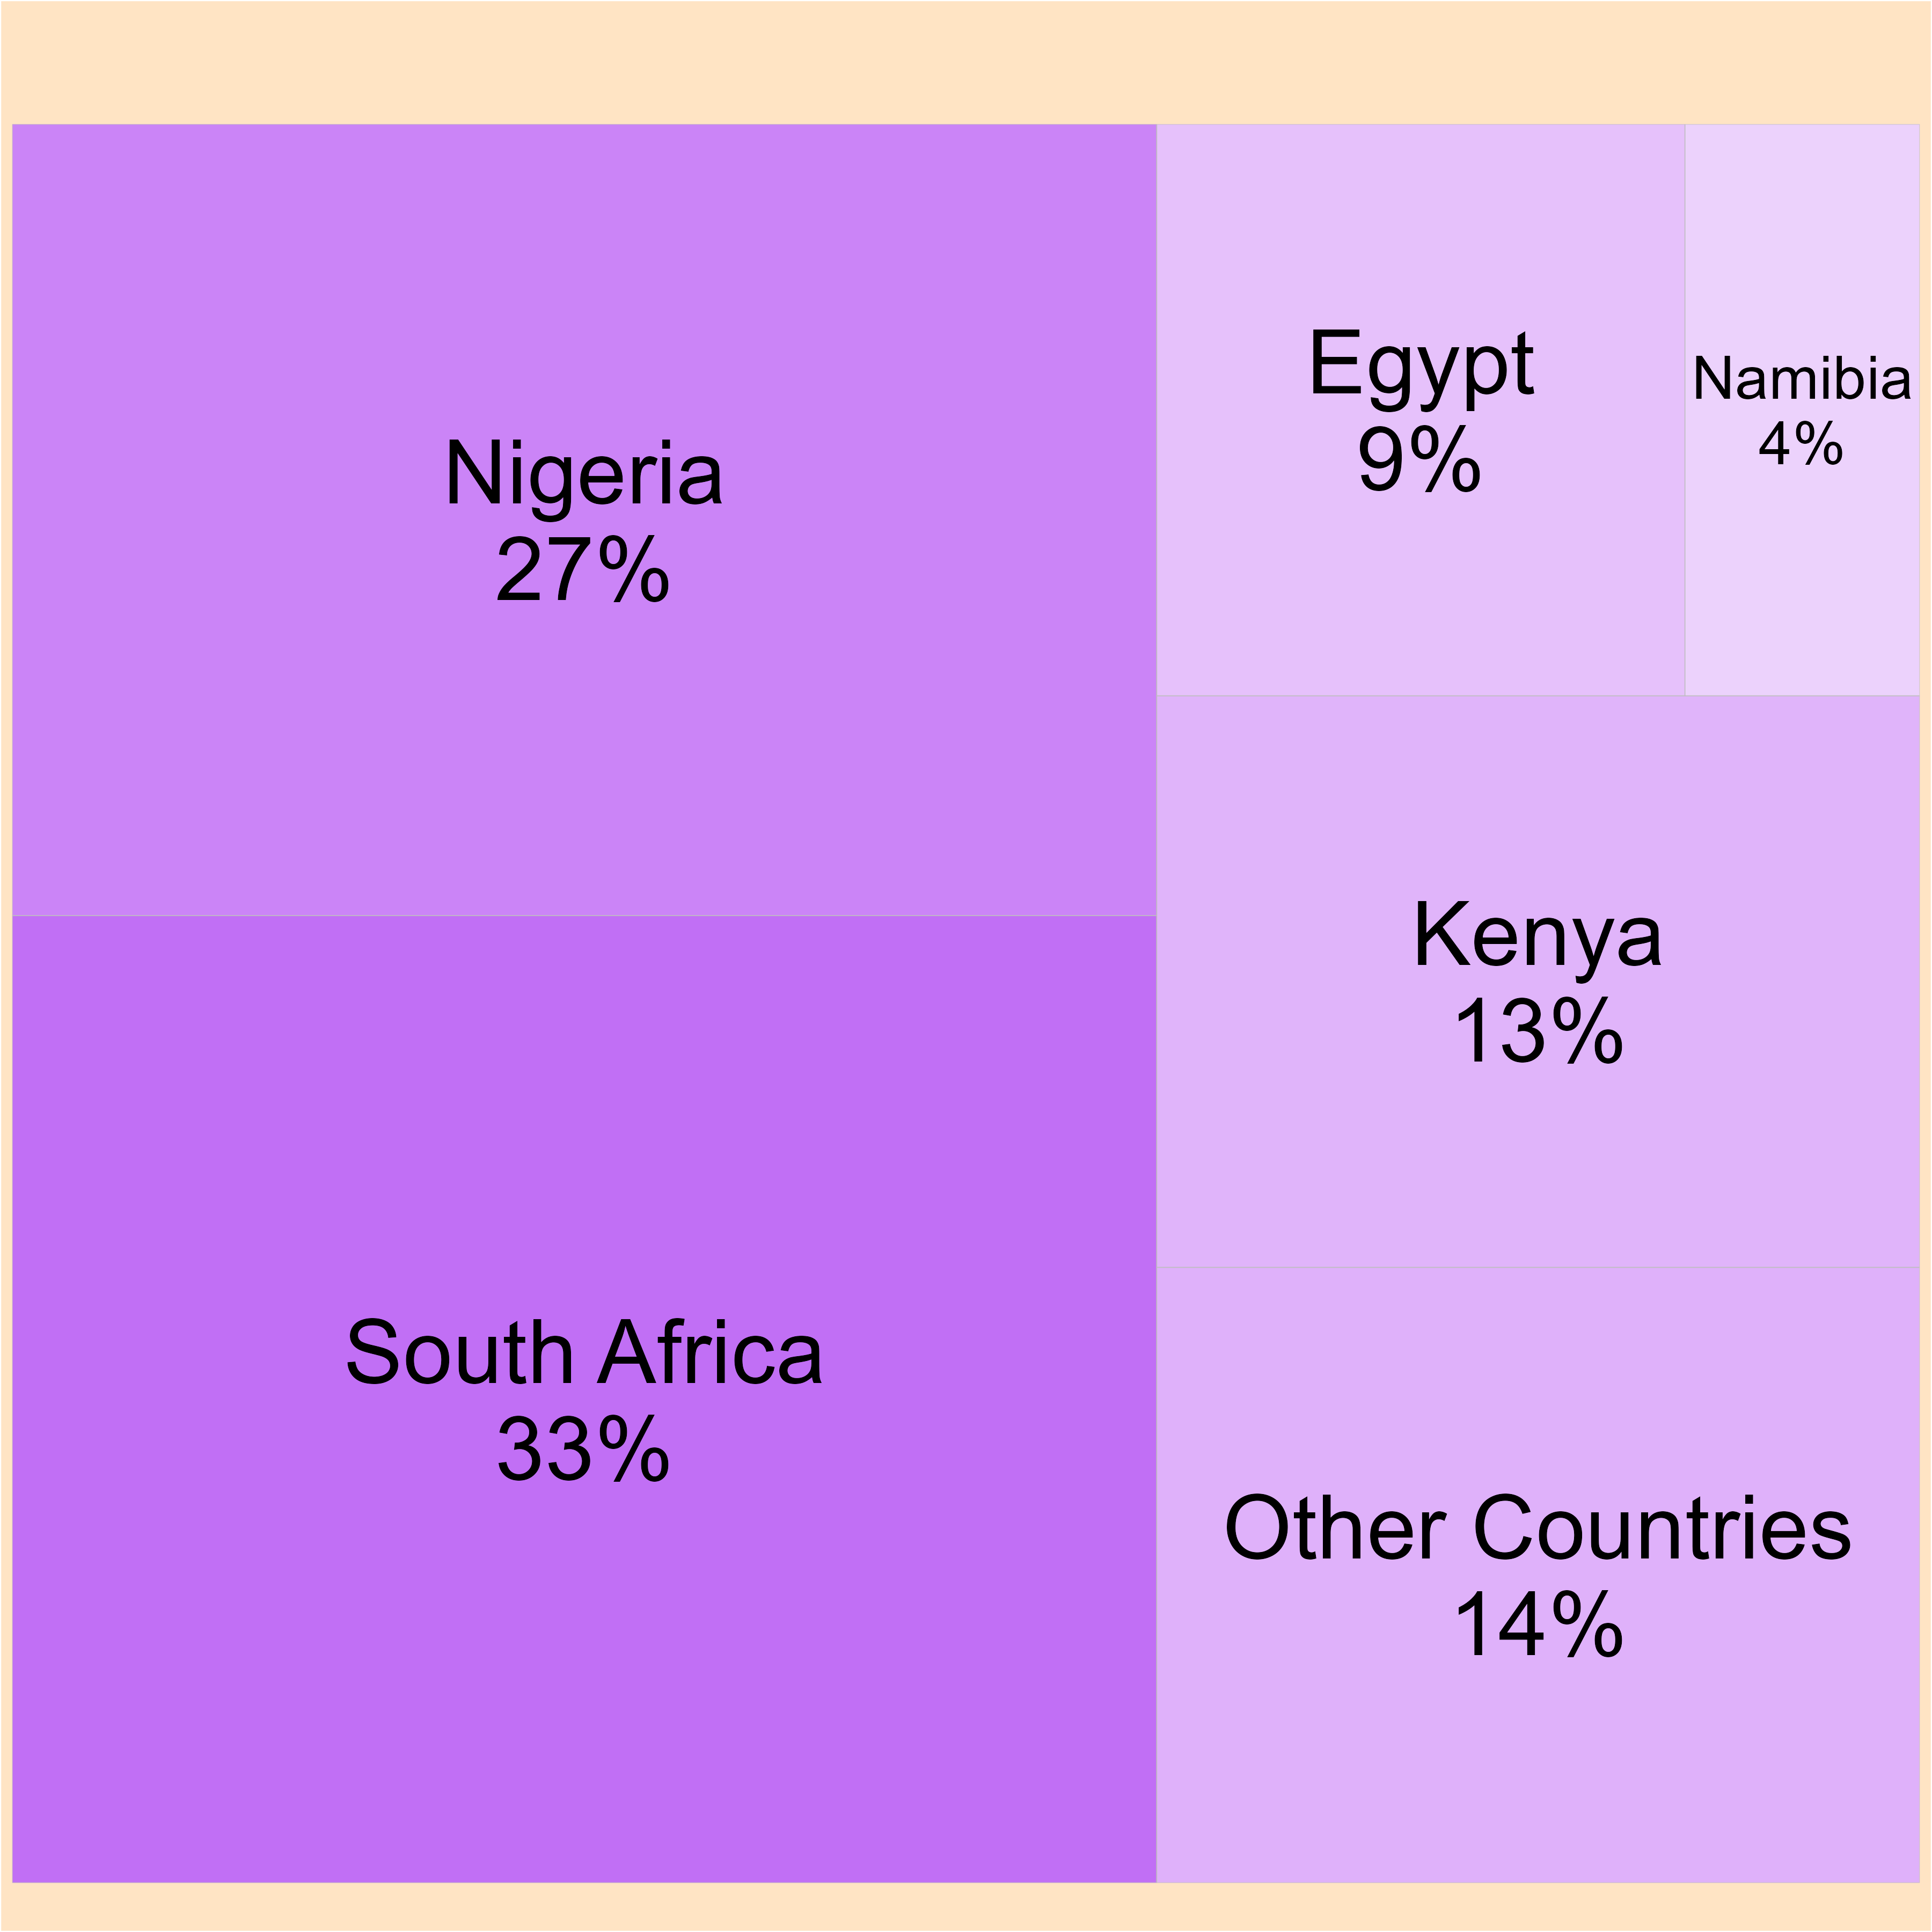 Nigeria
27%
South Africa
33%
Egypt
9%
Namibia
4%
Kenya
13%
Other Countries
14%